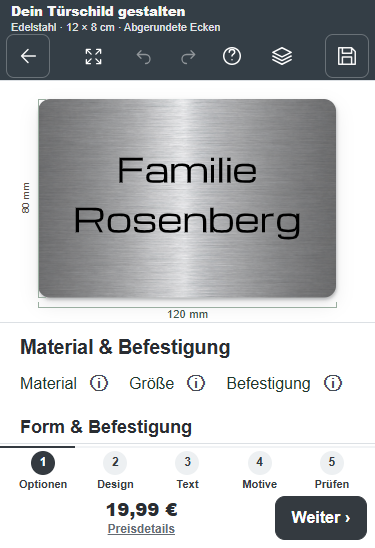 Dein Türschild gestalten
Edelstahl · 12 × 8 cm · Abgerundete Ecken
Familie
Rosenberg
80 mm
120 mm
Material & Befestigung
Material
Größe
Befestigung
Form & Befestigung
1
2
3
4
5
Optionen
Design
Text
Motive
Prüfen
19,99 €
Preisdetails
Weiter ›